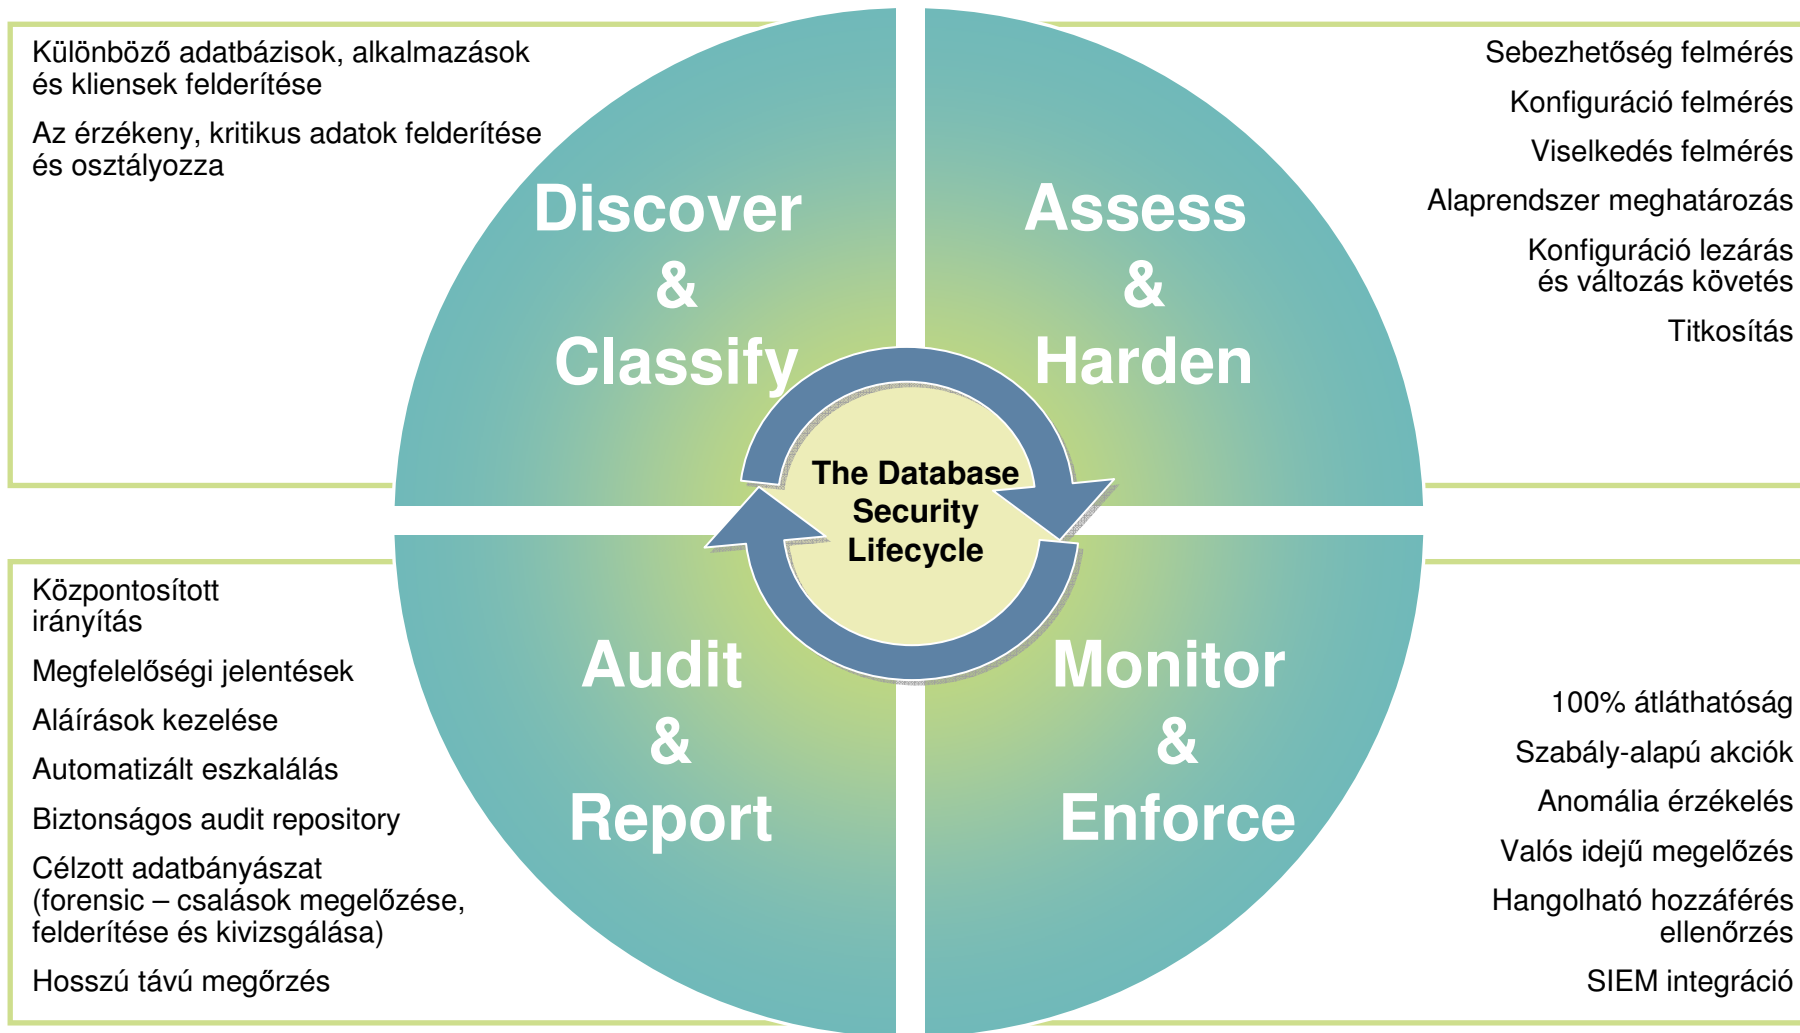 Különböző adatbázisok, alkalmazások
és kliensek felderítése
Az érzékeny, kritikus adatok felderítése
és osztályozza
Discover
&
Classify
Assess
&
Harden
Sebezhetőség felmérés
Konfiguráció felmérés
Viselkedés felmérés
Alaprendszer meghatározás
Konfiguráció lezárás
és változás követés
Titkosítás
The Database
Security
Lifecycle
Központosított
irányítás
Megfelelőségi jelentések
Aláírások kezelése
Automatizált eszkalálás
Biztonságos audit repository
Célzott adatbányászat
(forensic – csalások megelőzése,
felderítése és kivizsgálása)
Hosszú távú megőrzés
Audit
&
Report
Monitor
&
Enforce
100% átláthatóság
Szabály-alapú akciók
Anomália érzékelés
Valós idejű megelőzés
Hangolható hozzáférés
ellenőrzés
SIEM integráció